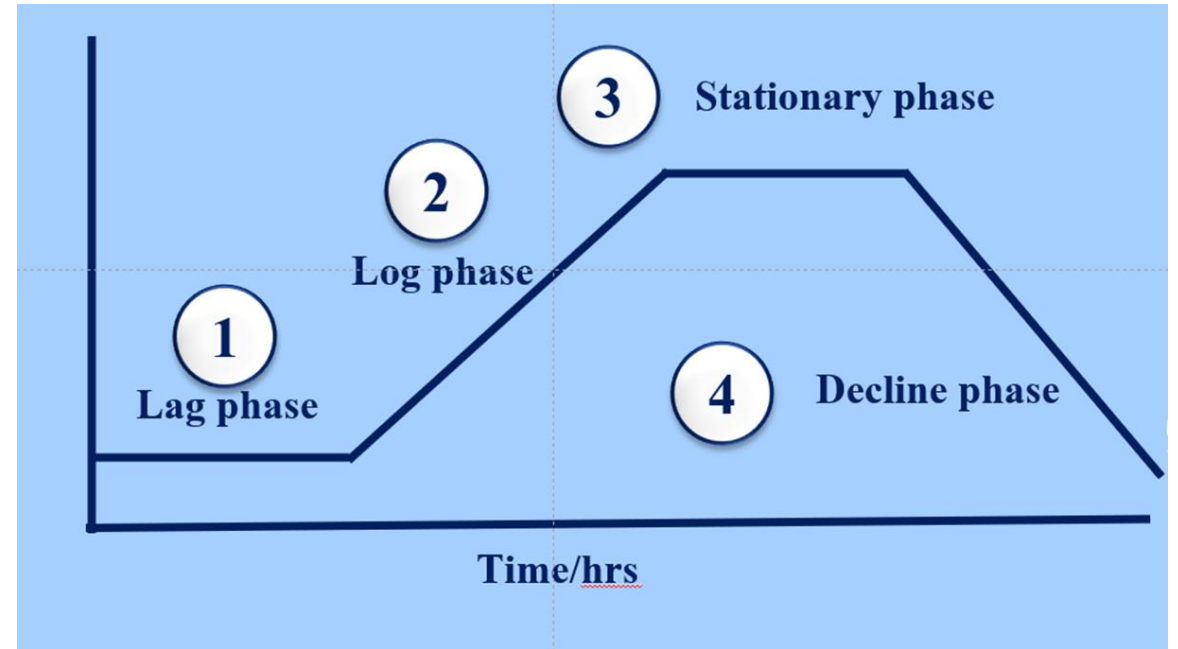 3
Stationary phase
2
Log phase
1
Lag phase
4
Decline phase
Time/hrs